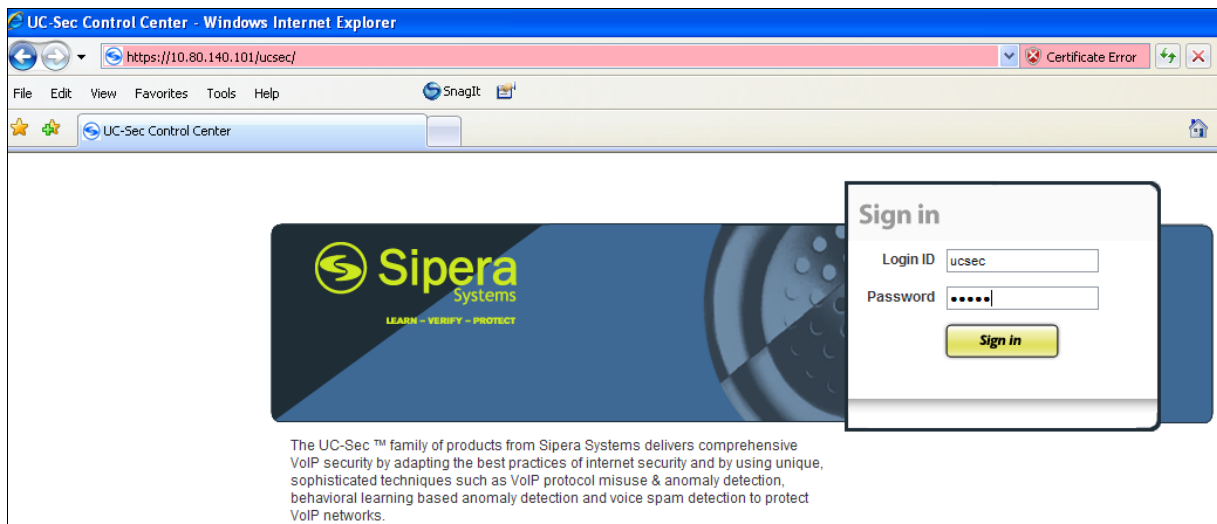 UC-Sec Control Center - Windows Internet Explorer
https://10.80.140.101/ucsec/
Certificate Error
File Edit View Favorites Tools Help
SnagIt
UC-Sec Control Center
Sign in
Login ID ucsec
Password •••••
Sign in
Sipera
Systems
LEARN – VERIFY – PROTECT
The UC-Sec ™ family of products from Sipera Systems delivers comprehensive
VoIP security by adapting the best practices of internet security and by using unique,
sophisticated techniques such as VoIP protocol misuse & anomaly detection,
behavioral learning based anomaly detection and voice spam detection to protect
VoIP networks.